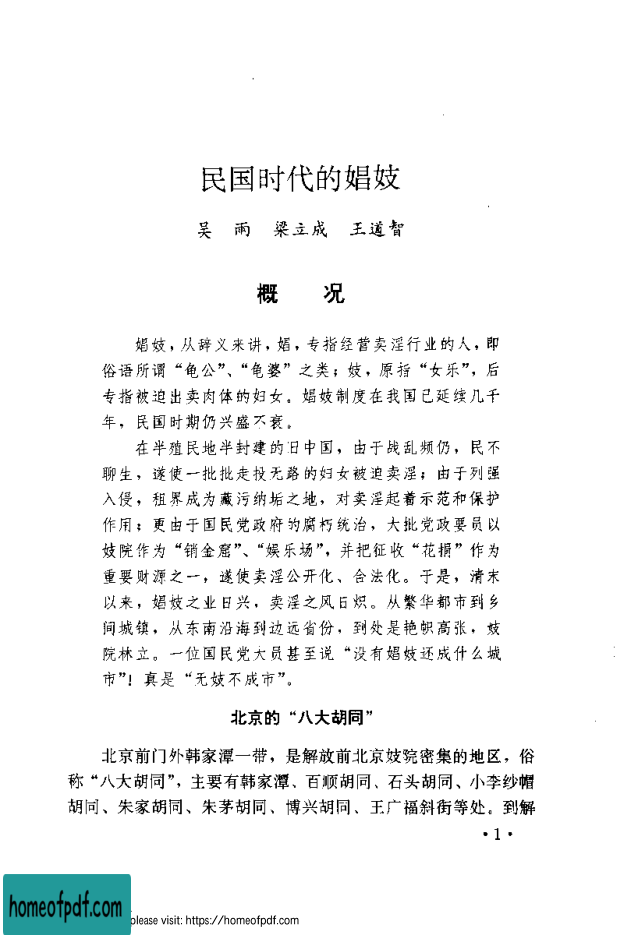 民国时代的娼妓
吴 雨 梁立成 王道智
概 况
娼妓，从辞义来讲，娼，专指经营卖淫行业的人，即
俗语所谓“龟公”、“龟婆”之类；妓，原指“女乐”，后
专指被迫出卖肉体的妇女。娼妓制度在我国已延续几千
年，民国时期仍兴盛不衰。
在半殖民地半封建的旧中国，由于战乱频仍，民不
聊生，遂使一批批走投无路的妇女被迫卖淫；由于列强
入侵，租界成为藏污纳垢之地，对卖淫起着示范和保护
作用；更由于国民党政府的腐朽统治，大批党政要员以
妓院作为“销金窟”、“娱乐场”，并把征收“花捐”作为
重要财源之一，遂使卖淫公开化、合法化。于是，清末
以来，娼妓之业日兴，卖淫之风日炽。从繁华都市到乡
间城镇，从东南沿海到边远省份，到处是艳帜高张，妓
院林立。一位国民党大员甚至说“没有娼妓还成什么城
市”！真是“无妓不成市”。
北京的“八大胡同”
北京前门外韩家潭一带，是解放前北京妓院密集的地区，俗
称“八大胡同”，主要有韩家潭、百顺胡同、石头胡同、小李纱帽
胡同、朱家胡同、朱茅胡同、博兴胡同、王广福斜街等处。到解
·1·
homeofpdf.com
please visit: https://homeofpdf.com